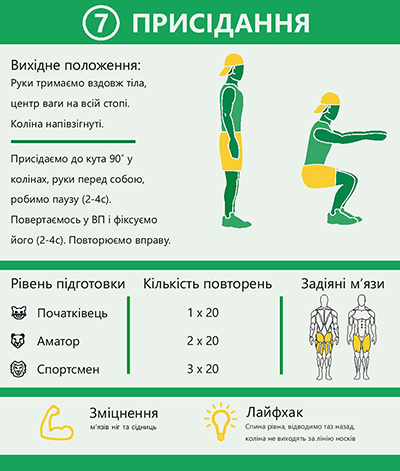 7 ПРИСІДАННЯ
Вихідне положення:
Руки тримаємо вздовж тіла,
центр ваги на всій стопі.
Коліна напівзігнуті.
Присідаємо до кута 90˚ у
колінах, руки перед собою,
робимо паузу (2-4с).
Повертаємось у ВП і фіксуємо
його (2-4с). Повторюємо вправу.
Рівень підготовки
Кількість повторень
Задіяні м’язи
Початківець 1 x 20
Аматор 2 x 20
Спортсмен 3 x 20
Зміцнення
м’язів ніг та сідниць
Лайфхак
Спина рівна, відводимо таз назад,
коліна не виходять за лінію носків